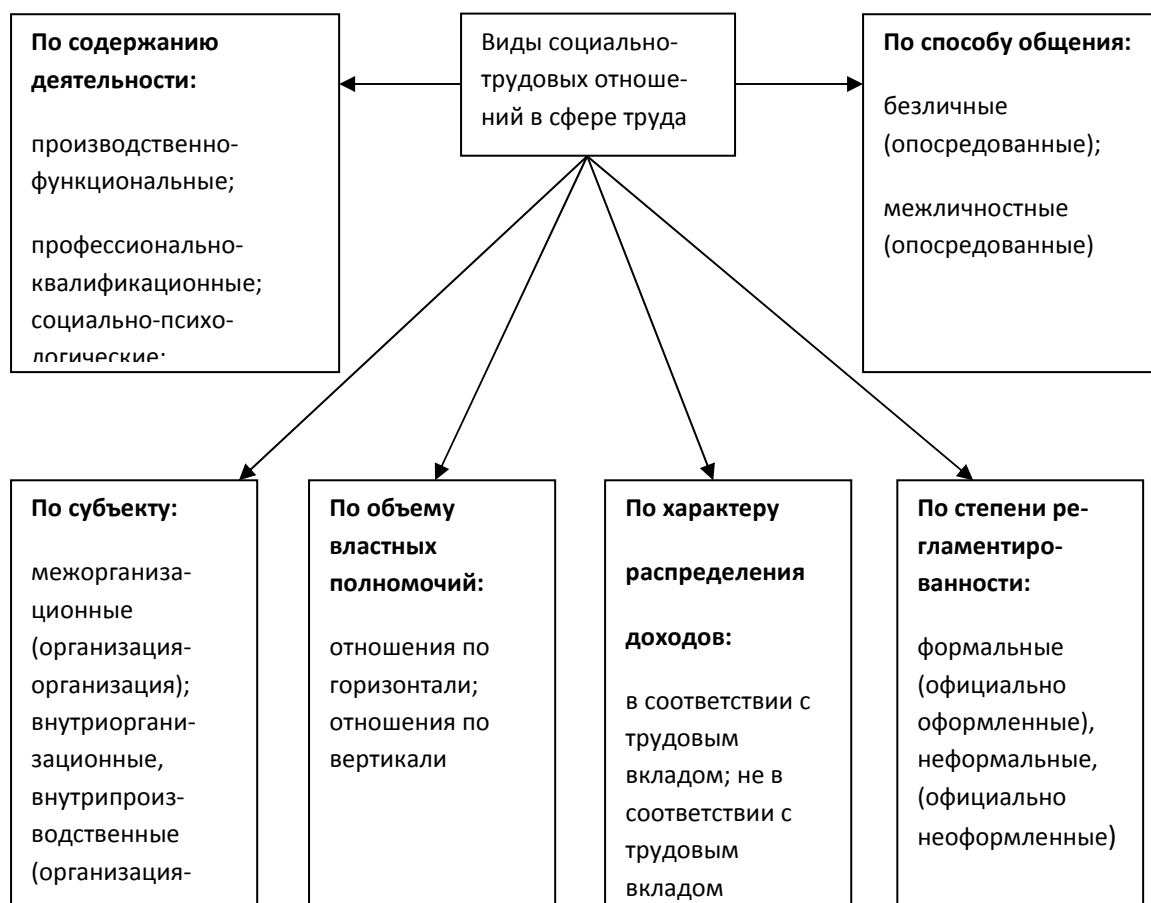 По содержанию
деятельности:
производственно-
функциональные;
профессионально-
квалификационные;
социально-психо-
логические;
Виды социально-
трудовых отноше-
ний в сфере труда
По способу общения:
безличные
(опосредованные);
межличностные
(опосредованные)
По субъекту:
межорганиза-
ционные
(организация-
организация);
внутриоргани-
зационные,
внутрипроиз-
водственные
(организация-
По объему
властных
полномочий:
отношения по
горизонтали;
отношения по
вертикали
По характеру
распределения
доходов:
в соответствии с
трудовым
вкладом; не в
соответствии с
трудовым
вкладом
По степени ре-
гламентиро-
ванности:
формальные
(официально
оформленные),
неформальные,
(официально
неоформленные)